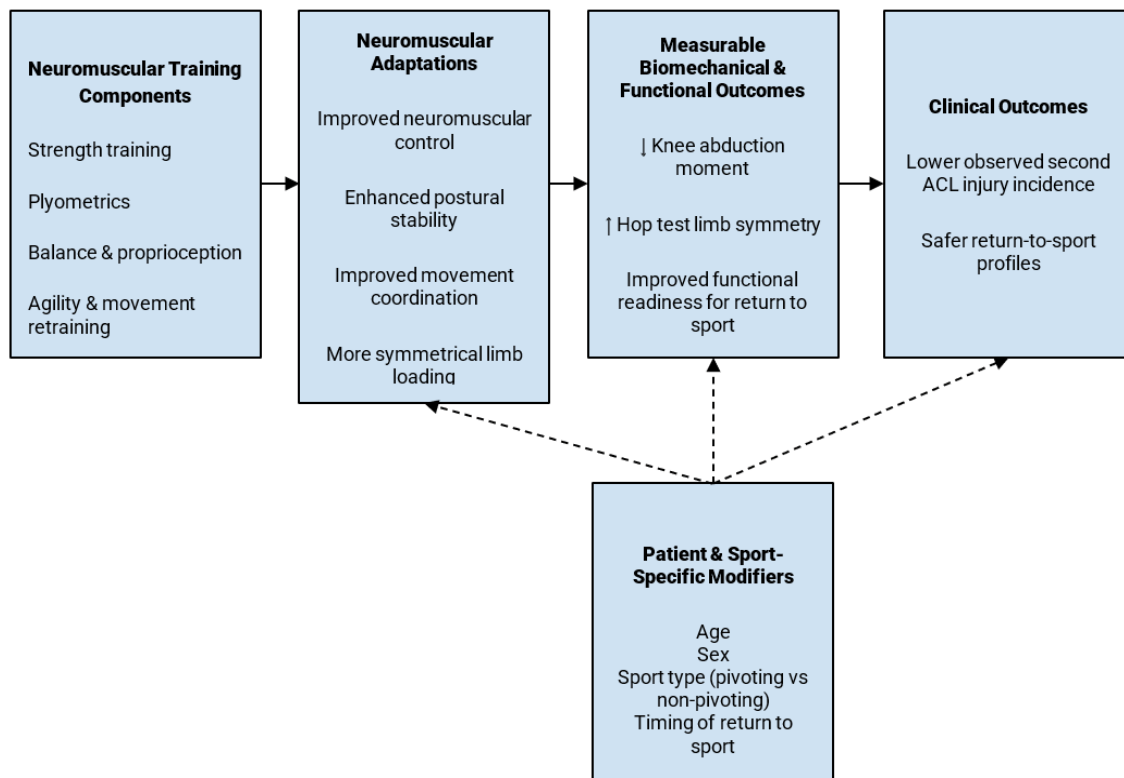 Neuromuscular Training
Components
Strength training
Plyometrics
Balance & proprioception
Agility & movement
retraining
Neuromuscular
Adaptations
Improved neuromuscular
control
Enhanced postural
stability
Improved movement
coordination
More symmetrical limb
loading
Measurable
Biomechanical &
Functional Outcomes
↓ Knee abduction
moment
↑ Hop test limb symmetry
Improved functional
readiness for return to
sport
Clinical Outcomes
Lower observed second
ACL injury incidence
Safer return-to-sport
profiles
Patient & Sport-
Specific Modifiers
Age
Sex
Sport type (pivoting vs
non-pivoting)
Timing of return to
sport